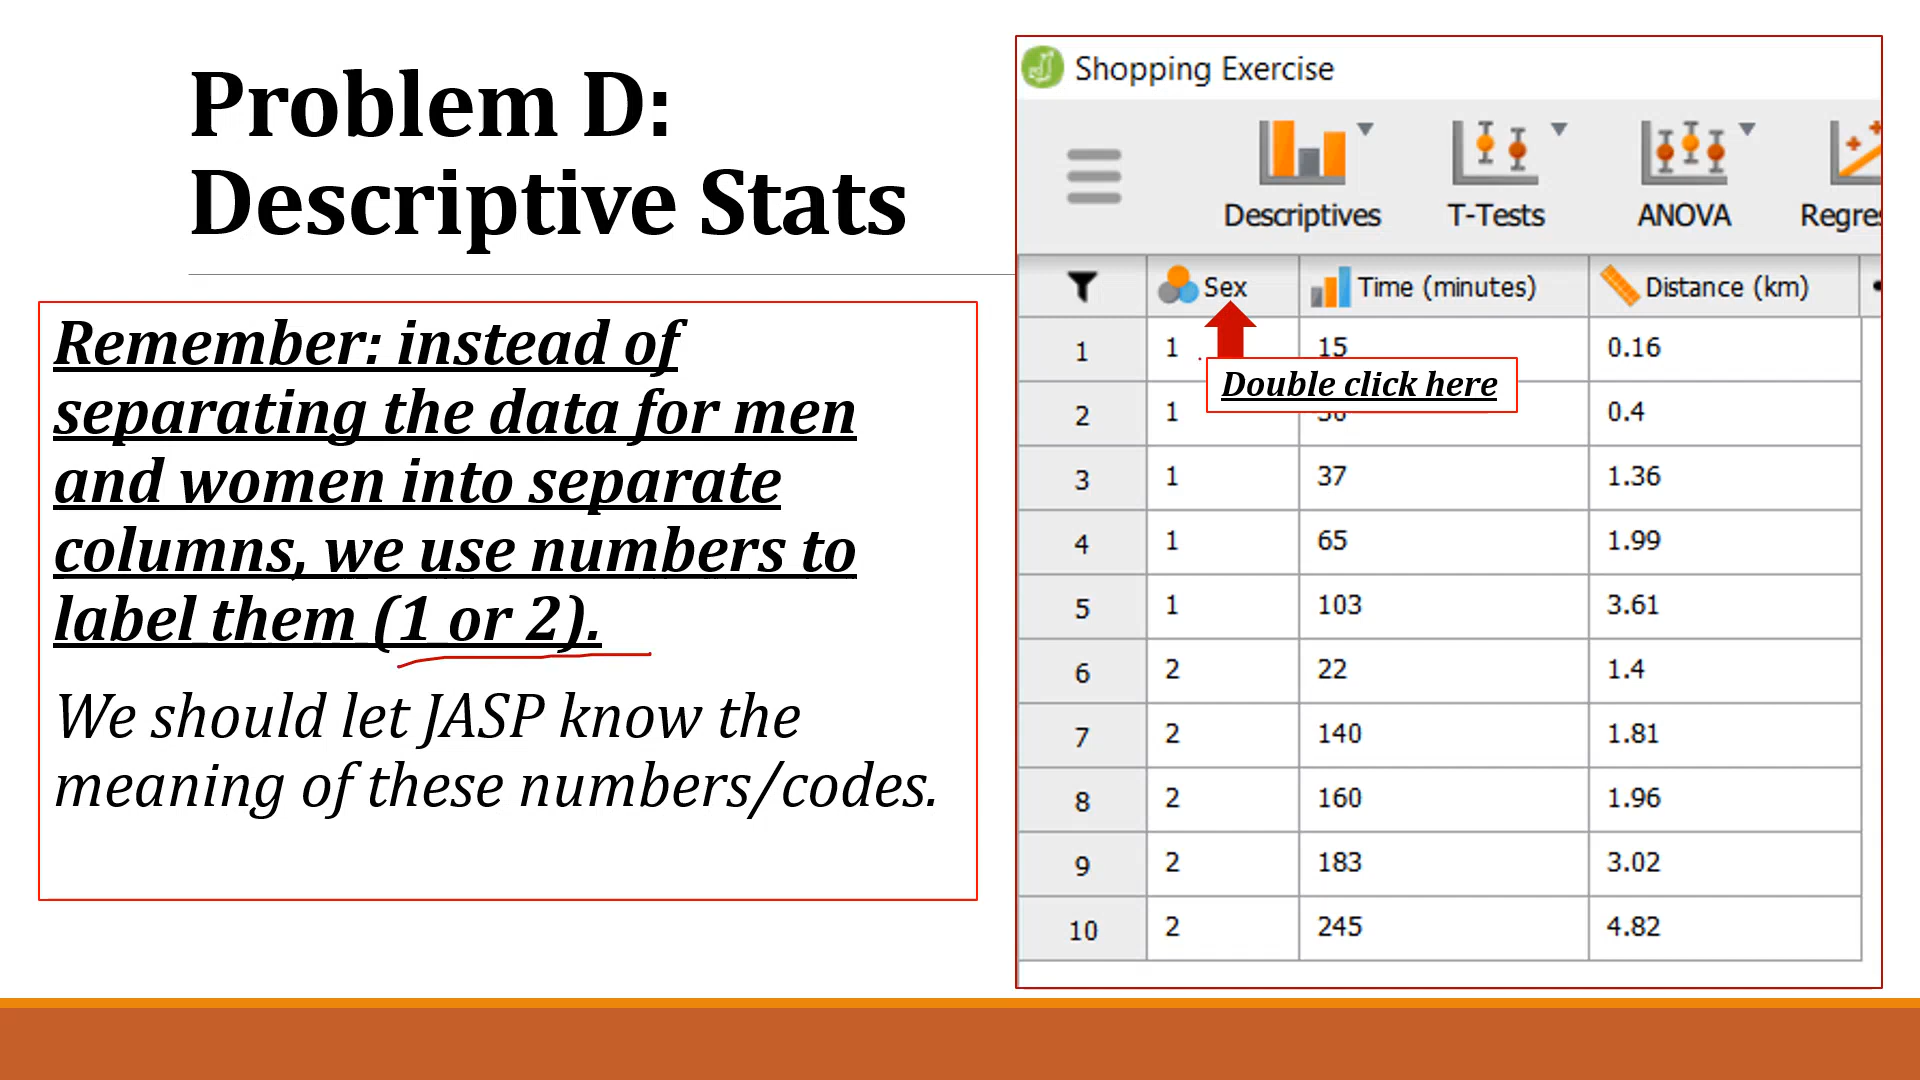 Problem D:
Descriptive Stats
Remember: instead of
separating the data for men
and women into separate
columns, we use numbers to
label them (1 or 2).
We should let JASP know the
meaning of these numbers/codes.
Shopping Exercise
Descriptives T-Tests ANOVA
Sex Time (minutes) Distance (km)
1 1 15 0.16
Double click here
2 1 0.4
3 1 37 1.36
4 1 65 1.99
5 1 103 3.61
6 2 22 1.4
7 2 140 1.81
8 2 160 1.96
9 2 183 3.02
10 2 245 4.82